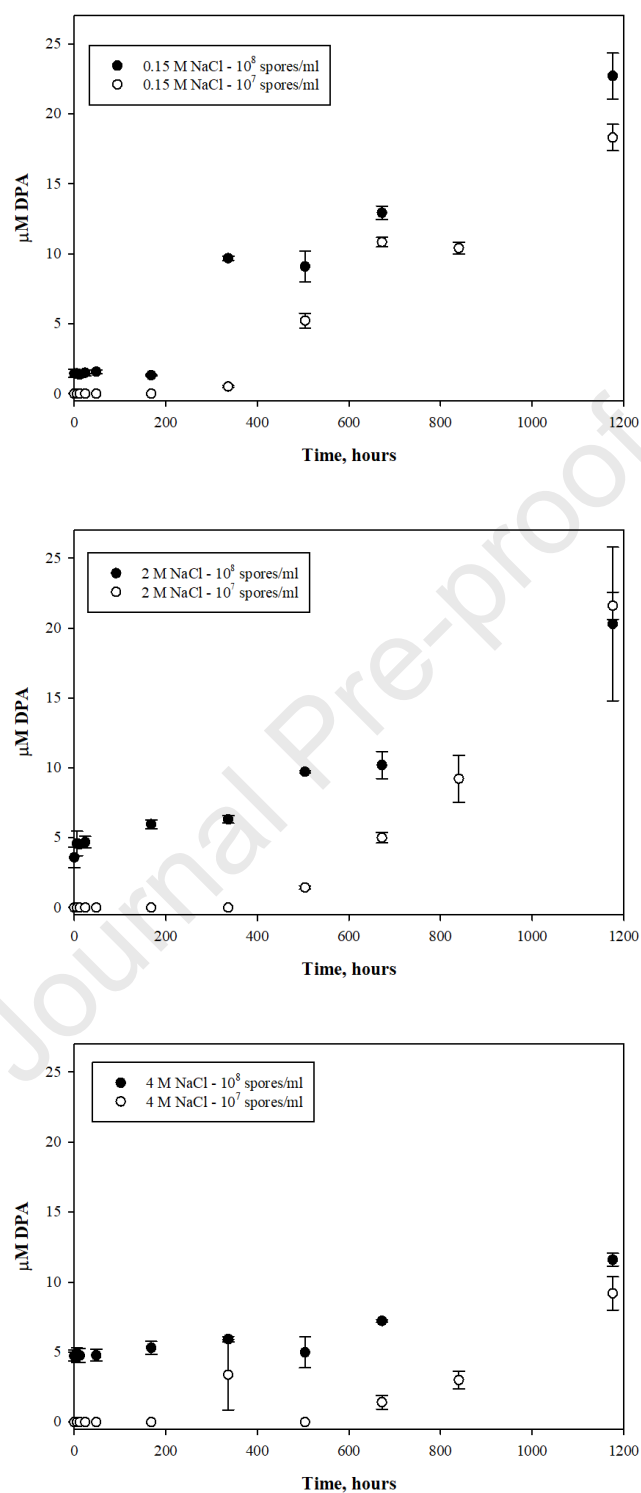 25
0.15 M NaCl - 10⁸ spores/ml
0.15 M NaCl - 10⁷ spores/ml
20
15
μM DPA
10
5
0
0 200 400 600 800 1000 1200
Time, hours
25
2 M NaCl - 10⁸ spores/ml
2 M NaCl - 10⁷ spores/ml
20
15
μM DPA
10
5
0
0 200 400 600 800 1000 1200
Time, hours
25
4 M NaCl - 10⁸ spores/ml
4 M NaCl - 10⁷ spores/ml
20
15
μM DPA
10
5
0
0 200 400 600 800 1000 1200
Time, hours
Journal Pre-proof